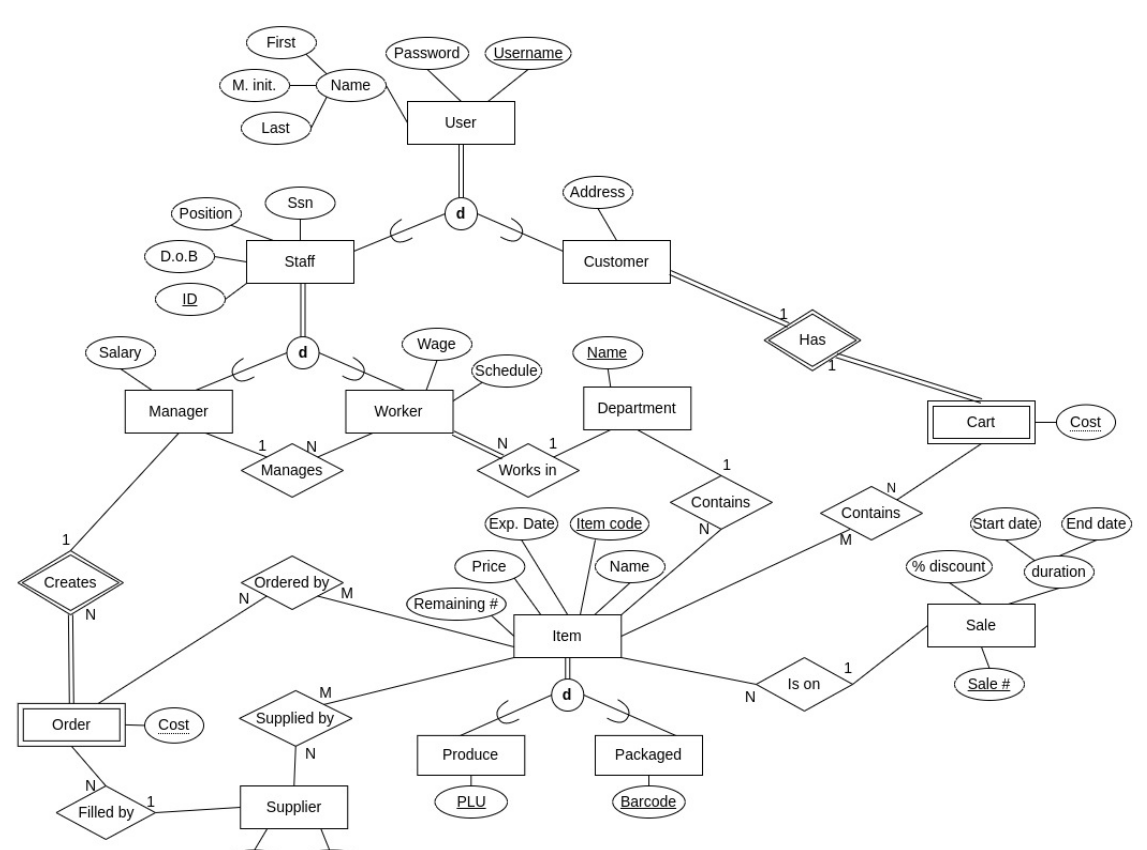 First
Password
Username
M. init.
Name
Last
User
Address
Ssn
Position
d
D.o.B
Staff
Customer
ID
1
Has
1
Salary
d
Wage
Name
Schedule
Manager
Worker
Department
Cart
Cost
1
N
N
1
Manages
Works in
1
N
Contains
Contains
Exp. Date
Item code
N
Start date
End date
1
M
Creates
Ordered by
Price
Name
% discount
duration
N
N
M
Remaining #
Item
Sale
1
Is on
Sale #
M
d
N
Order
Cost
Supplied by
N
Produce
Packaged
N
1
Filled by
Supplier
PLU
Barcode